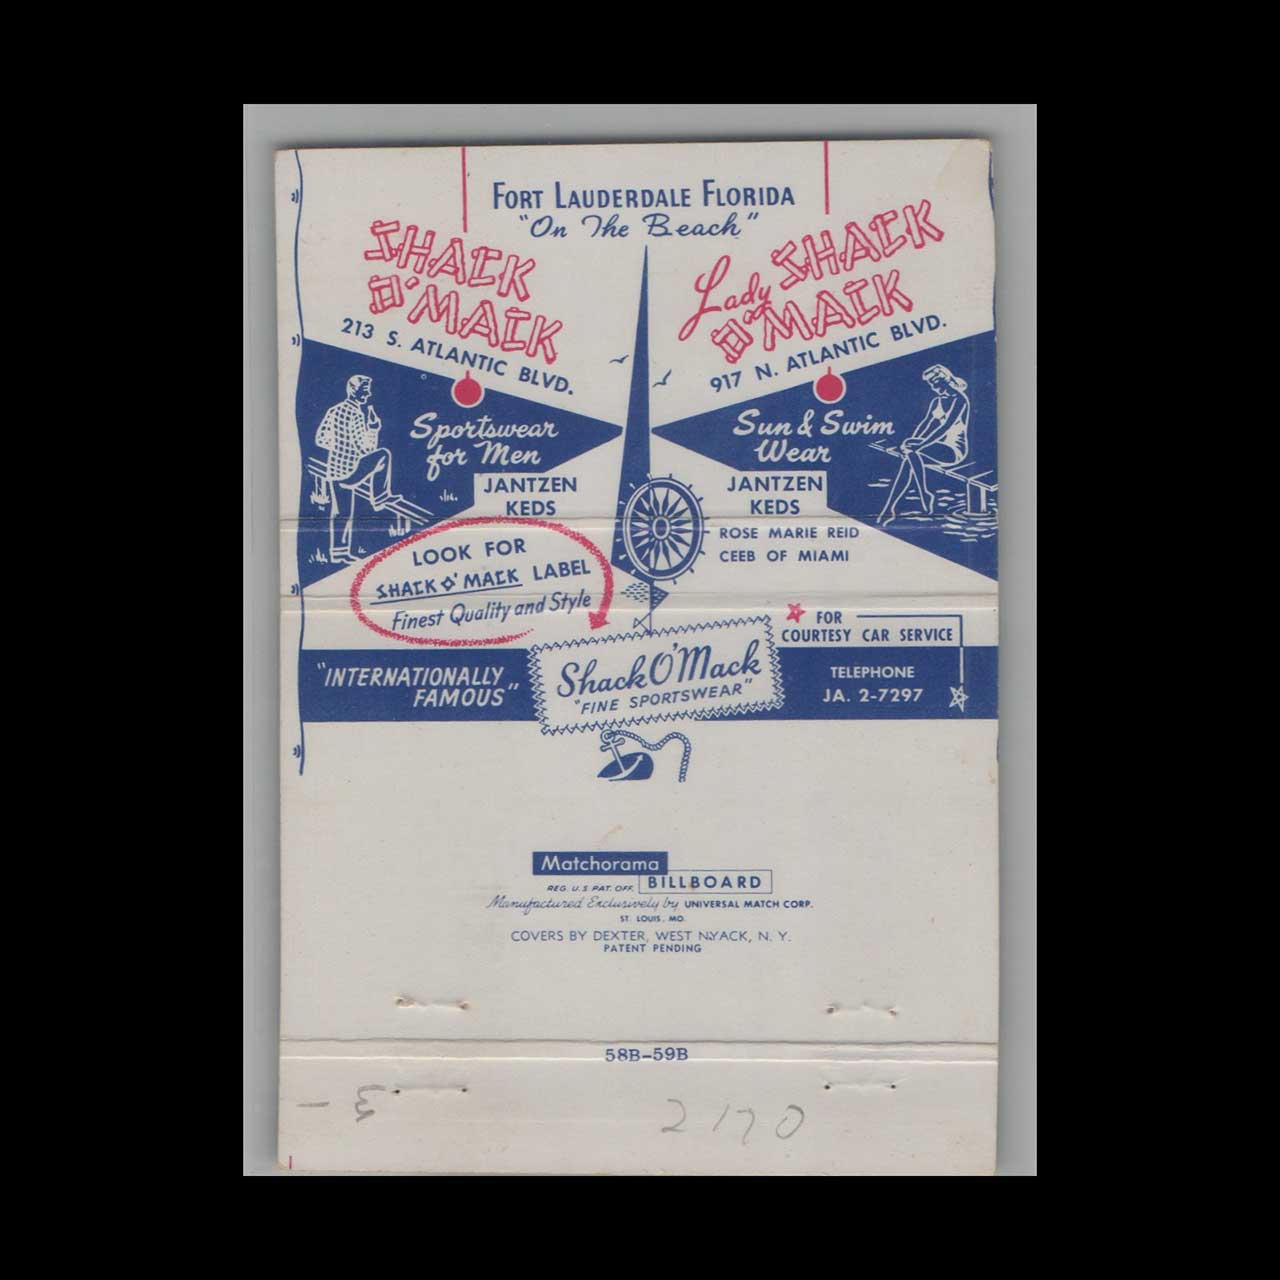 FORT LAUDERDALE FLORIDA
"On The Beach"
SHACK
O'MACK
213 S. ATLANTIC BLVD.
Sportswear
for Men
JANTZEN
KEDS
Lady SHACK
O'MACK
917 N. ATLANTIC BLVD.
Sun & Swim
Wear
JANTZEN
KEDS
ROSE MARIE REID
CEEB OF MIAMI
LOOK FOR
SHACK O' MACK LABEL
Finest Quality and Style
FOR
COURTESY CAR SERVICE
TELEPHONE
JA. 2-7297
"INTERNATIONALLY
FAMOUS"
Shack O'Mack
"FINE SPORTSWEAR"
Matchorama
REG. U.S. PAT. OFF. BILLBOARD
Manufactured Exclusively by UNIVERSAL MATCH CORP.
ST. LOUIS, MO.
COVERS BY DEXTER, WEST NYACK, N. Y.
PATENT PENDING
58B-59B
2170